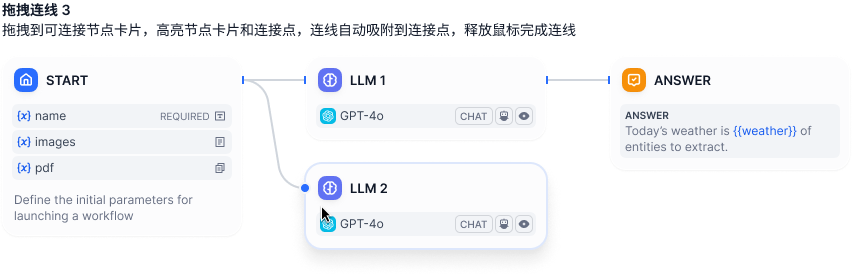 拖拽连线 3
拖拽到可连接节点卡片，高亮节点卡片和连接点，连线自动吸附到连接点，释放鼠标完成连线
START
{x} name REQUIRED
{x} images
{x} pdf
Define the initial parameters for
launching a workflow
LLM 1
GPT-4o CHAT
LLM 2
GPT-4o CHAT
ANSWER
ANSWER
Today's weather is {{weather}} of
entities to extract.